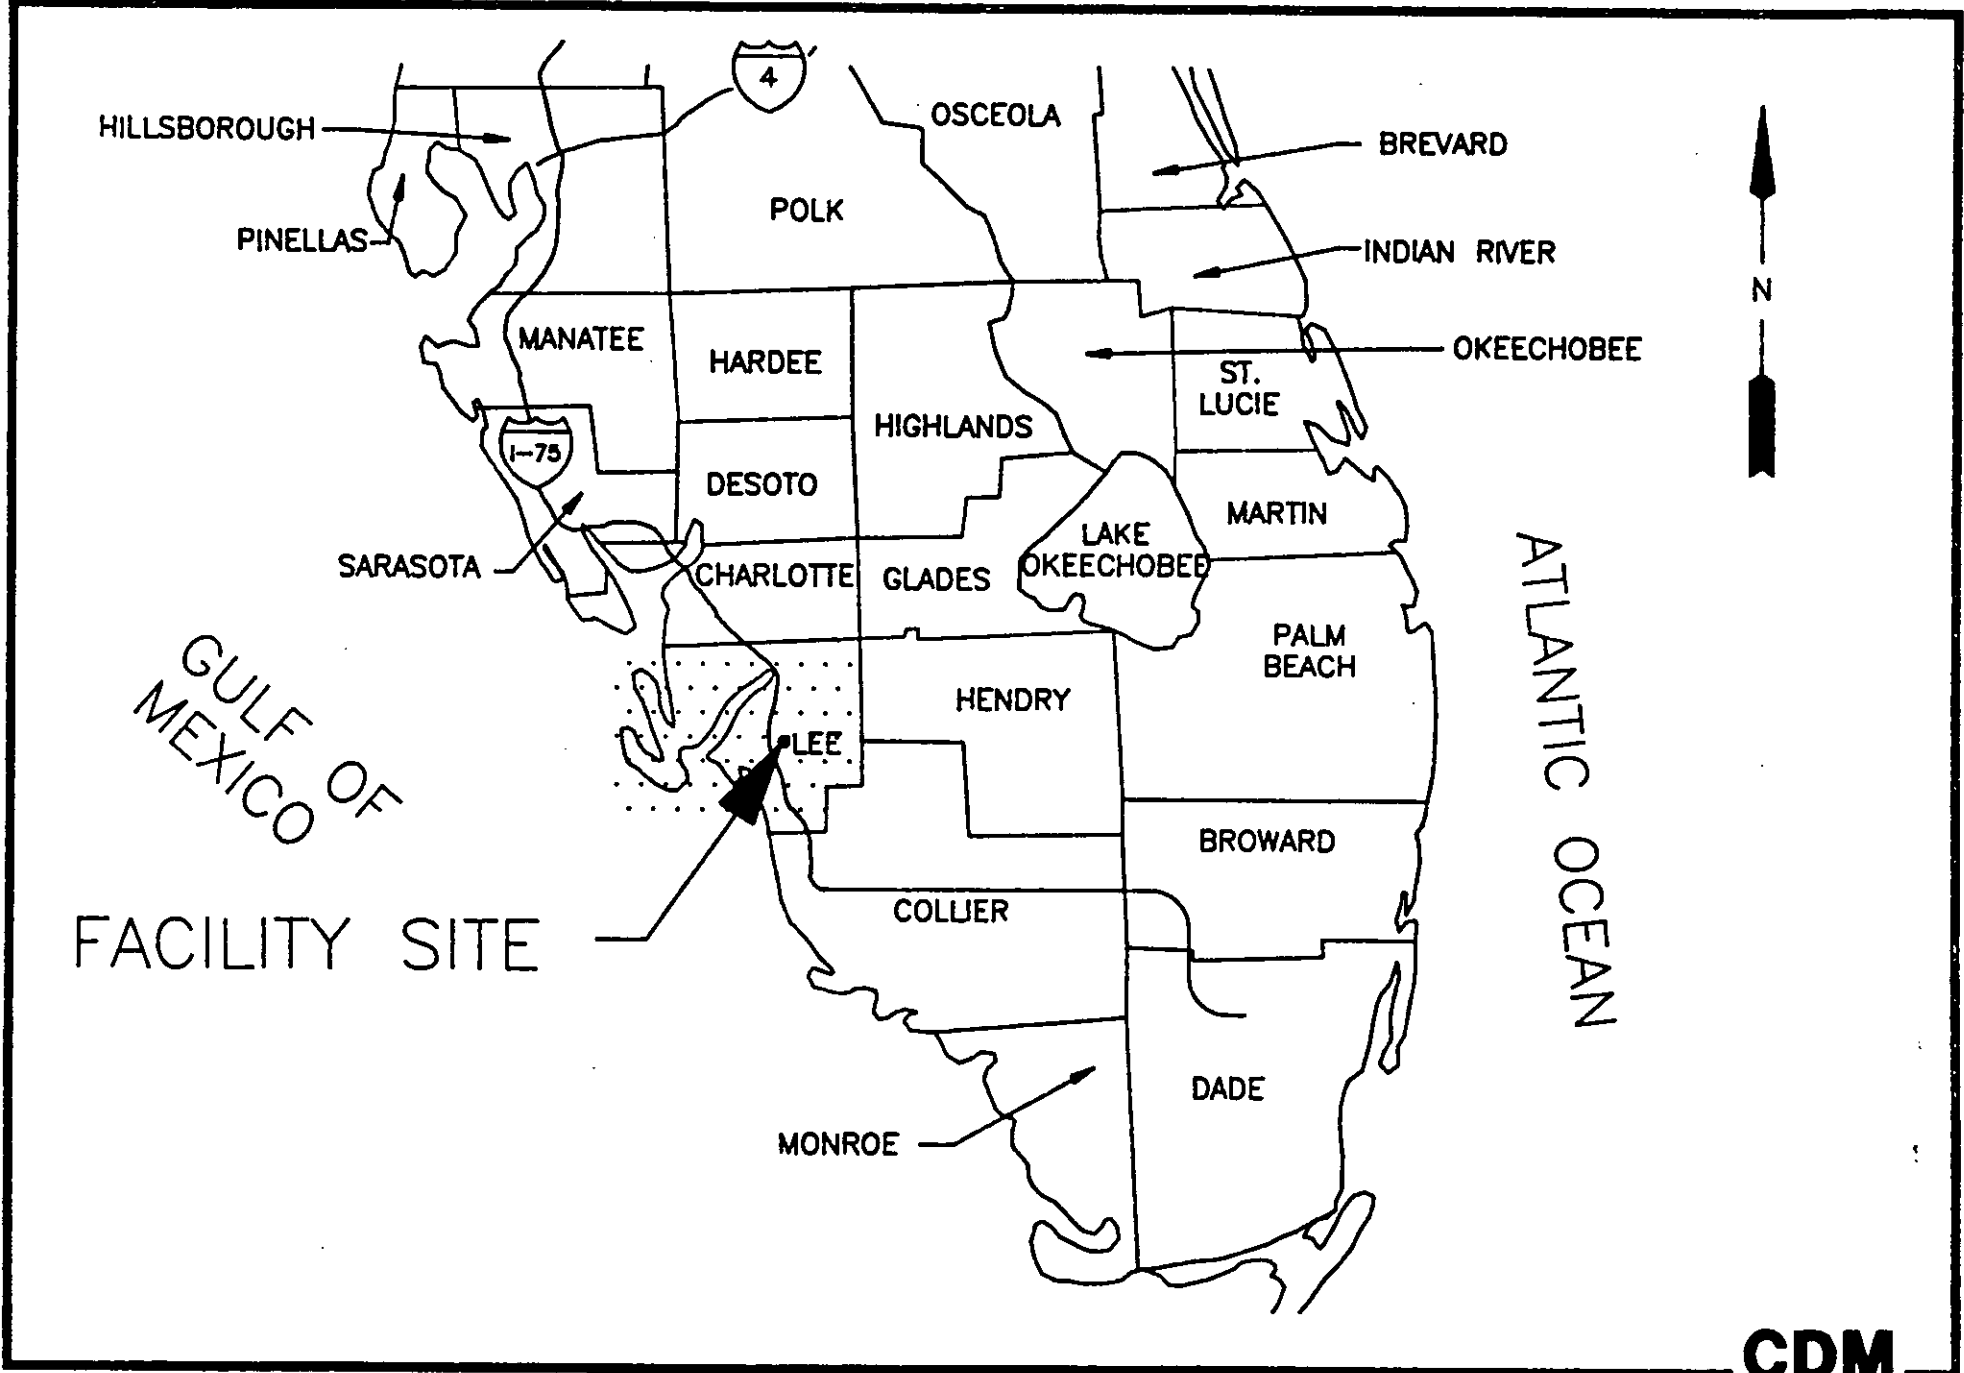 4
OSCEOLA
HILLSBOROUGH
BREVARD
POLK
PINELLAS
INDIAN RIVER
N
MANATEE
HARDEE
OKEECHOBEE
ST.
LUCIE
HIGHLANDS
I-75
DESOTO
MARTIN
LAKE
OKEECHOBEE
SARASOTA
CHARLOTTE
GLADES
PALM
BEACH
GULF OF
MEXICO
ATLANTIC OCEAN
HENDRY
LEE
BROWARD
COLLIER
FACILITY SITE
DADE
MONROE
CDM